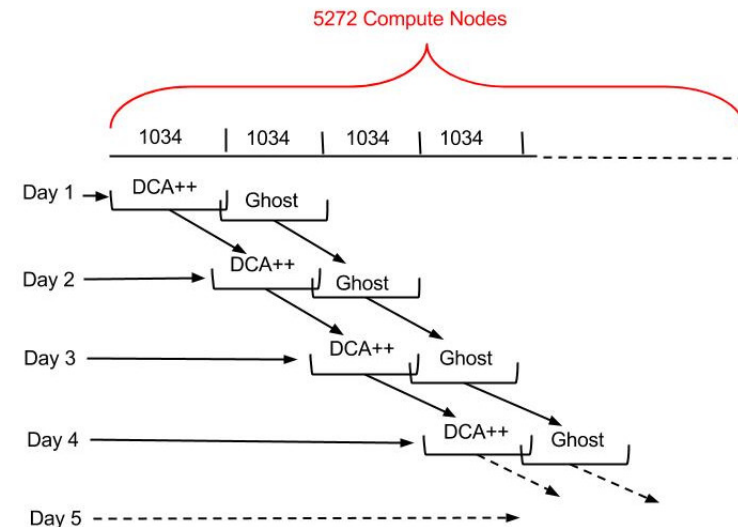 5272 Compute Nodes
1034 | 1034 | 1034 | 1034 |
Day 1 DCA++ Ghost
Day 2 DCA++ Ghost
Day 3 DCA++ Ghost
Day 4 DCA++ Ghost
Day 5